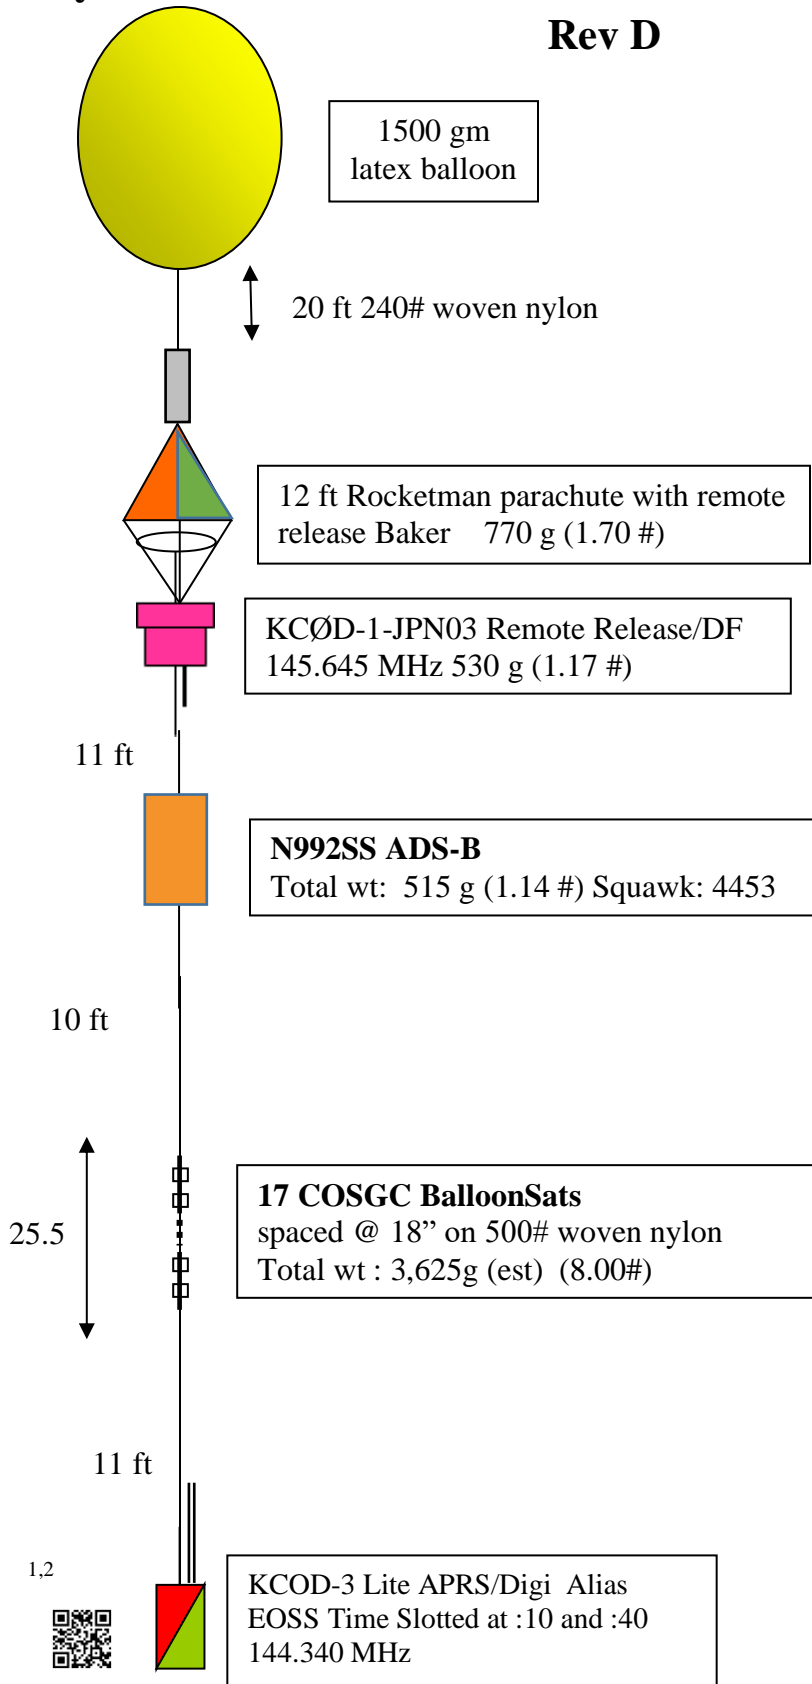 Rev D
1500 gm
latex balloon
20 ft 240# woven nylon
12 ft Rocketman parachute with remote
release Baker 770 g (1.70 #)
KCØD-1-JPN03 Remote Release/DF
145.645 MHz 530 g (1.17 #)
11 ft
N992SS ADS-B
Total wt: 515 g (1.14 #) Squawk: 4453
10 ft
17 COSGC BalloonSats
spaced @ 18” on 500# woven nylon
Total wt : 3,625g (est) (8.00#)
25.5
11 ft
1,2
KCOD-3 Lite APRS/Digi Alias
EOSS Time Slotted at :10 and :40
144.340 MHz